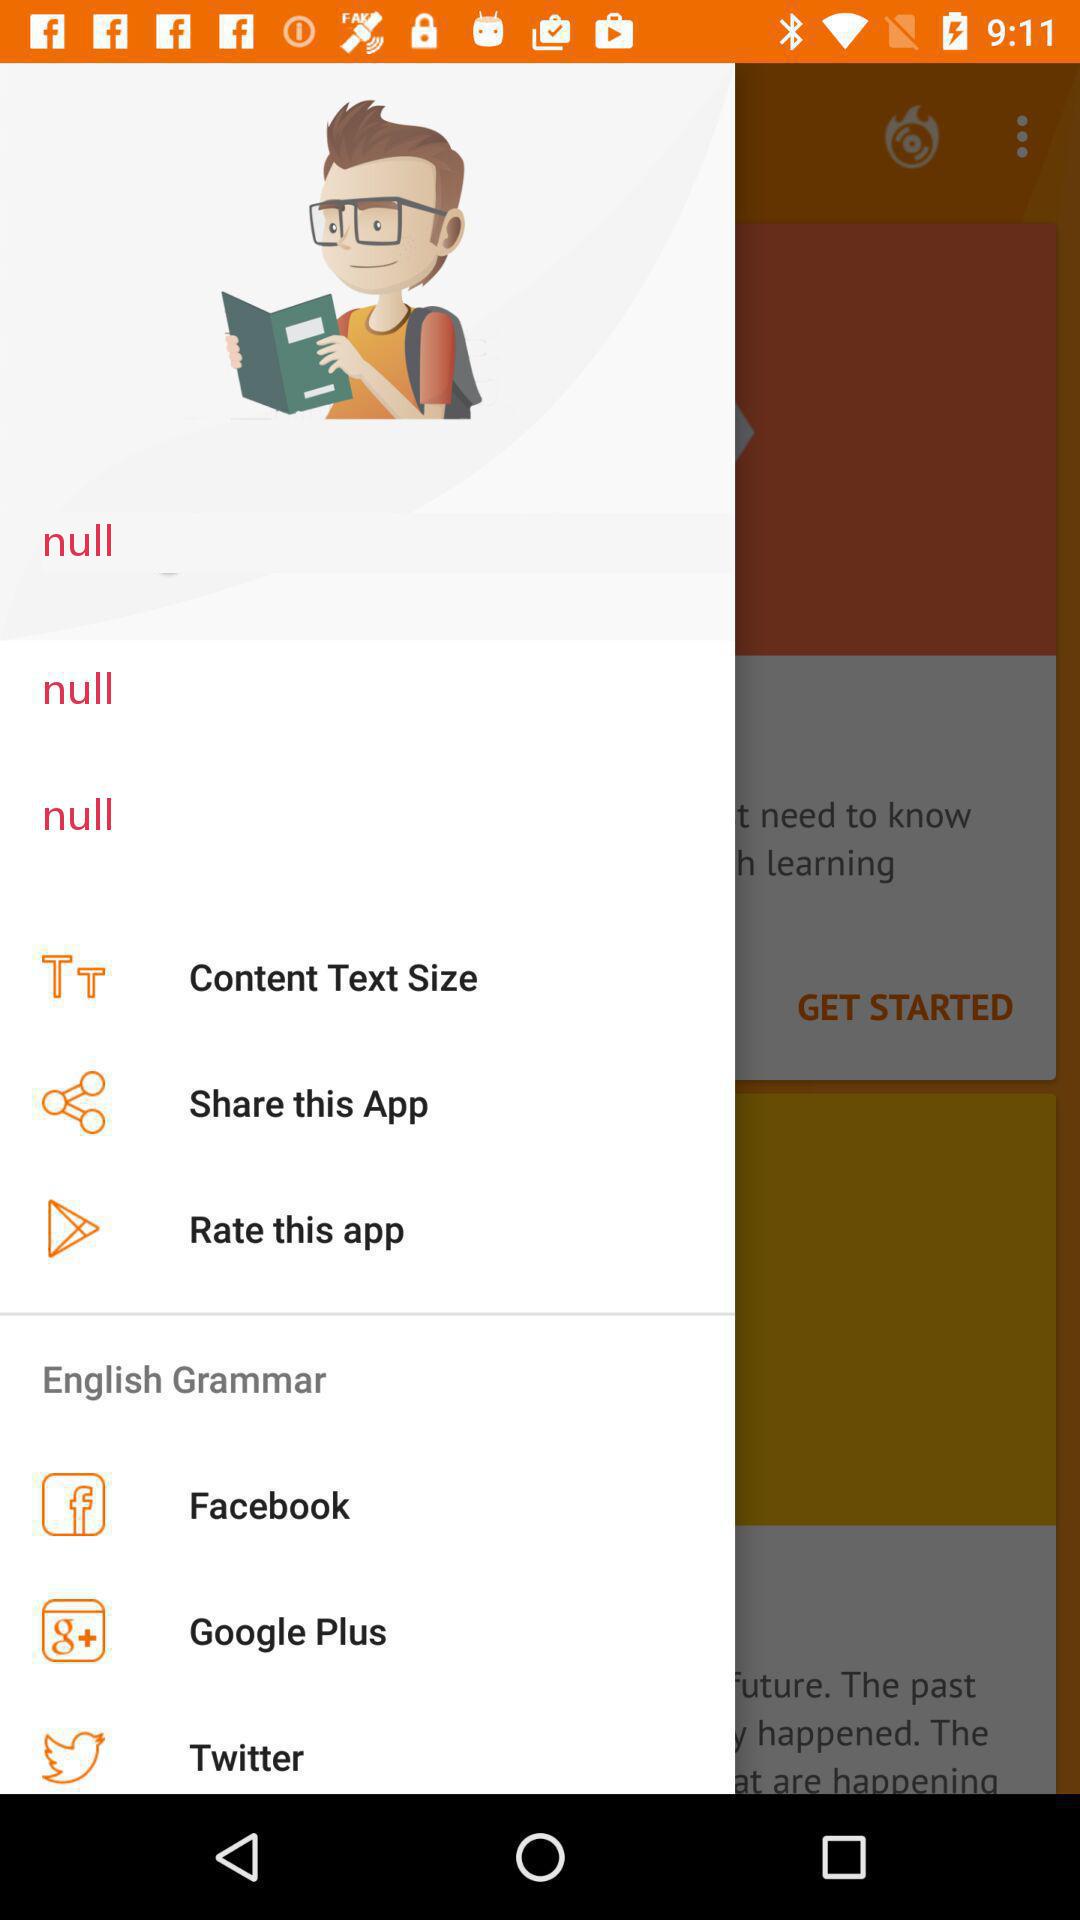 FAKE
9:11
null
null
null
Content Text Size
Share this App
Rate this app
English Grammar
Facebook
g+
Google Plus
Twitter
t need to know
h learning
GET STARTED
future. The past
y happened. The
at are happening